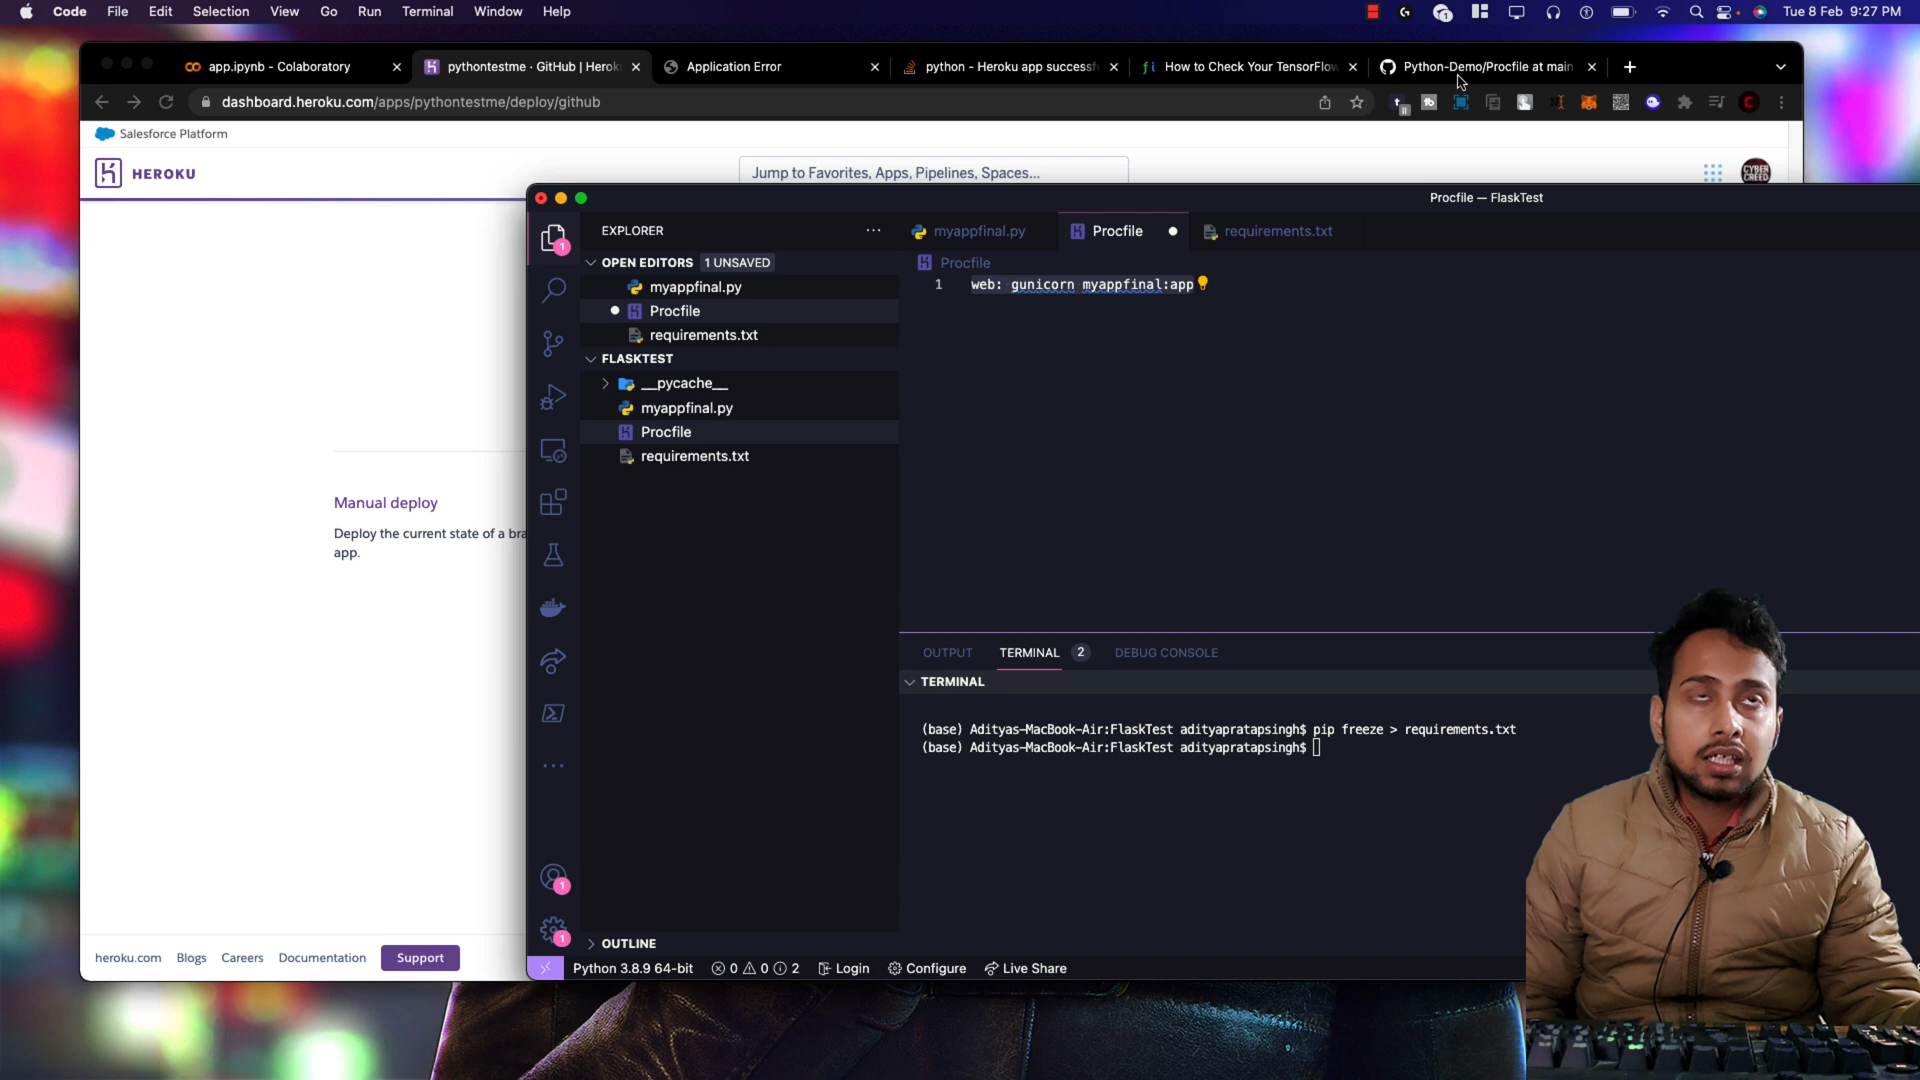 Code File Edit Selection View Go Run Terminal Window Help
Tue 8 Feb 9:27 PM
app.ipynb - Colaboratory
pythontestme · GitHub | Heroku
Application Error
python - Heroku app successf
How to Check Your TensorFlow
Python-Demo/Procfile at main
dashboard.heroku.com/apps/pythontestme/deploy/github
Salesforce Platform
HEROKU
Jump to Favorites, Apps, Pipelines, Spaces...
CYBER
CREED
Manual deploy
Deploy the current state of a bra
app.
heroku.com Blogs Careers Documentation Support
Procfile — FlaskTest
EXPLORER
myappfinal.py
Procfile
requirements.txt
OPEN EDITORS 1 UNSAVED
myappfinal.py
Procfile
requirements.txt
FLASKTEST
__pycache__
myappfinal.py
Procfile
requirements.txt
OUTLINE
Procfile
1 web: gunicorn myappfinal:app
OUTPUT TERMINAL 2 DEBUG CONSOLE
TERMINAL
(base) Adityas-MacBook-Air:FlaskTest adityapratapsingh$ pip freeze > requirements.txt
(base) Adityas-MacBook-Air:FlaskTest adityapratapsingh$
Python 3.8.9 64-bit 0 0 2 Login Configure Live Share